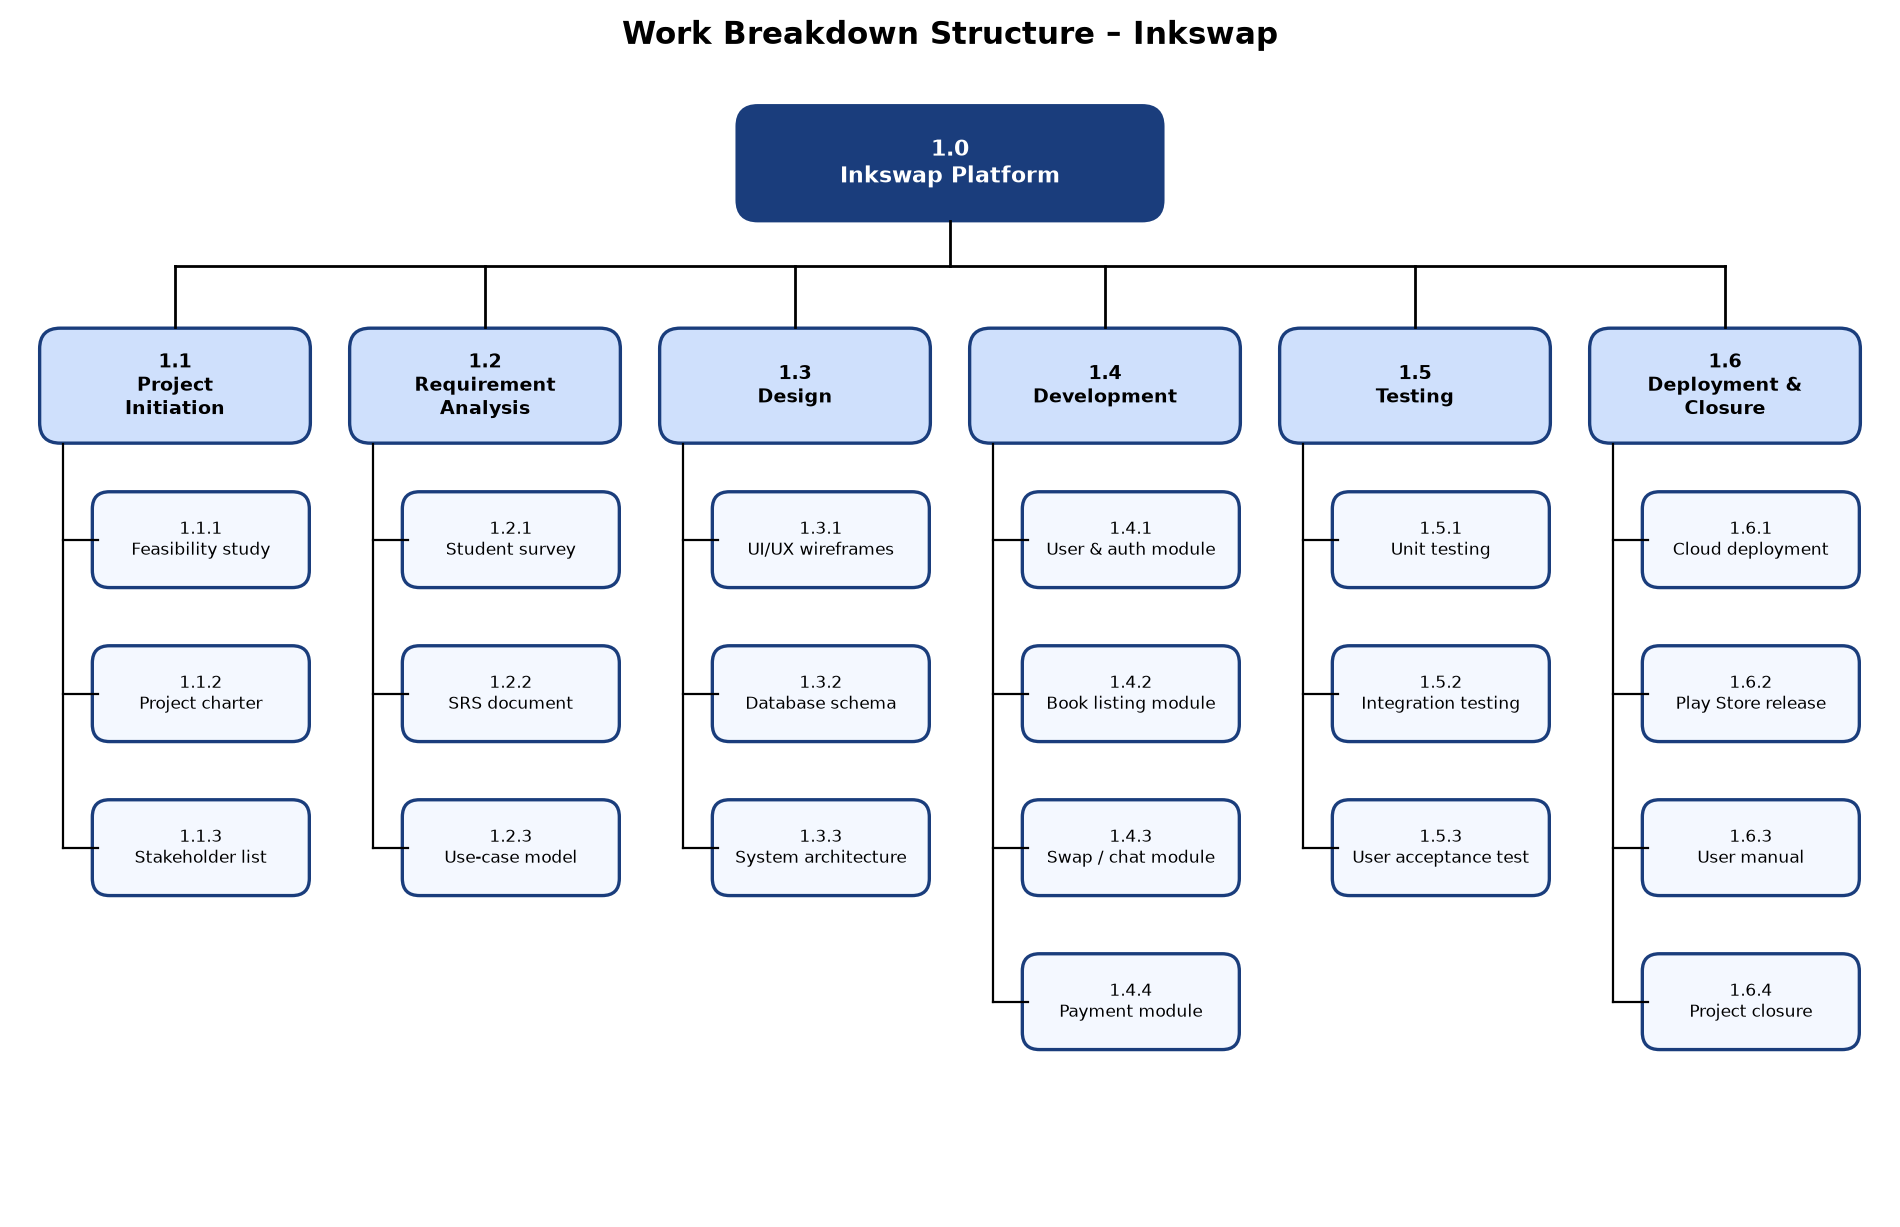 Work Breakdown Structure – Inkswap
1.0
Inkswap Platform
1.1
Project
Initiation
1.2
Requirement
Analysis
1.3
Design
1.4
Development
1.5
Testing
1.6
Deployment &
Closure
1.1.1
Feasibility study
1.2.1
Student survey
1.3.1
UI/UX wireframes
1.4.1
User & auth module
1.5.1
Unit testing
1.6.1
Cloud deployment
1.1.2
Project charter
1.2.2
SRS document
1.3.2
Database schema
1.4.2
Book listing module
1.5.2
Integration testing
1.6.2
Play Store release
1.1.3
Stakeholder list
1.2.3
Use-case model
1.3.3
System architecture
1.4.3
Swap / chat module
1.5.3
User acceptance test
1.6.3
User manual
1.4.4
Payment module
1.6.4
Project closure